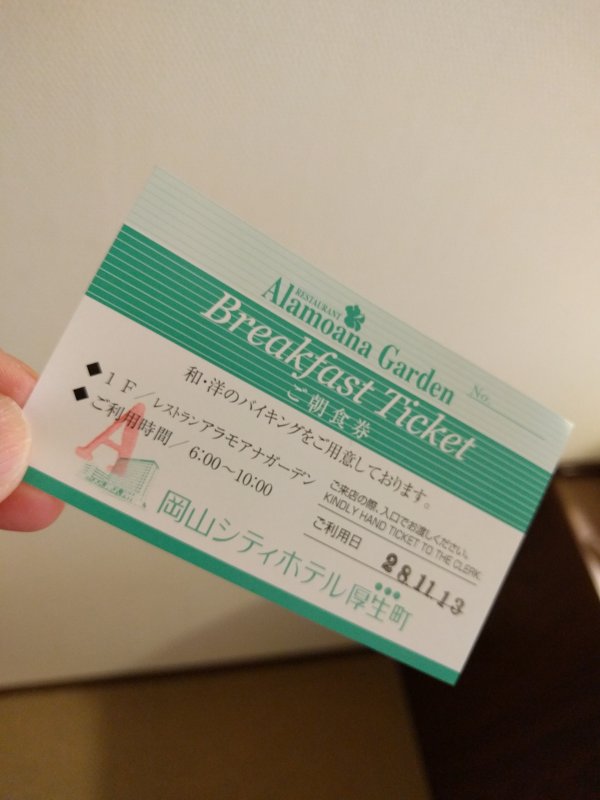 RESTAURANT
Alamoana Garden
No.
Breakfast Ticket
ご朝食券
和・洋のバイキングをご用意しております。
◆1F／レストランアラモアナガーデン
◆ご利用時間／6:00〜10:00
A
ご来店の際、入口でお渡しください。
KINDLY HAND TICKET TO THE CLERK.
ご利用日 28.11.13
岡山シティホテル厚生町